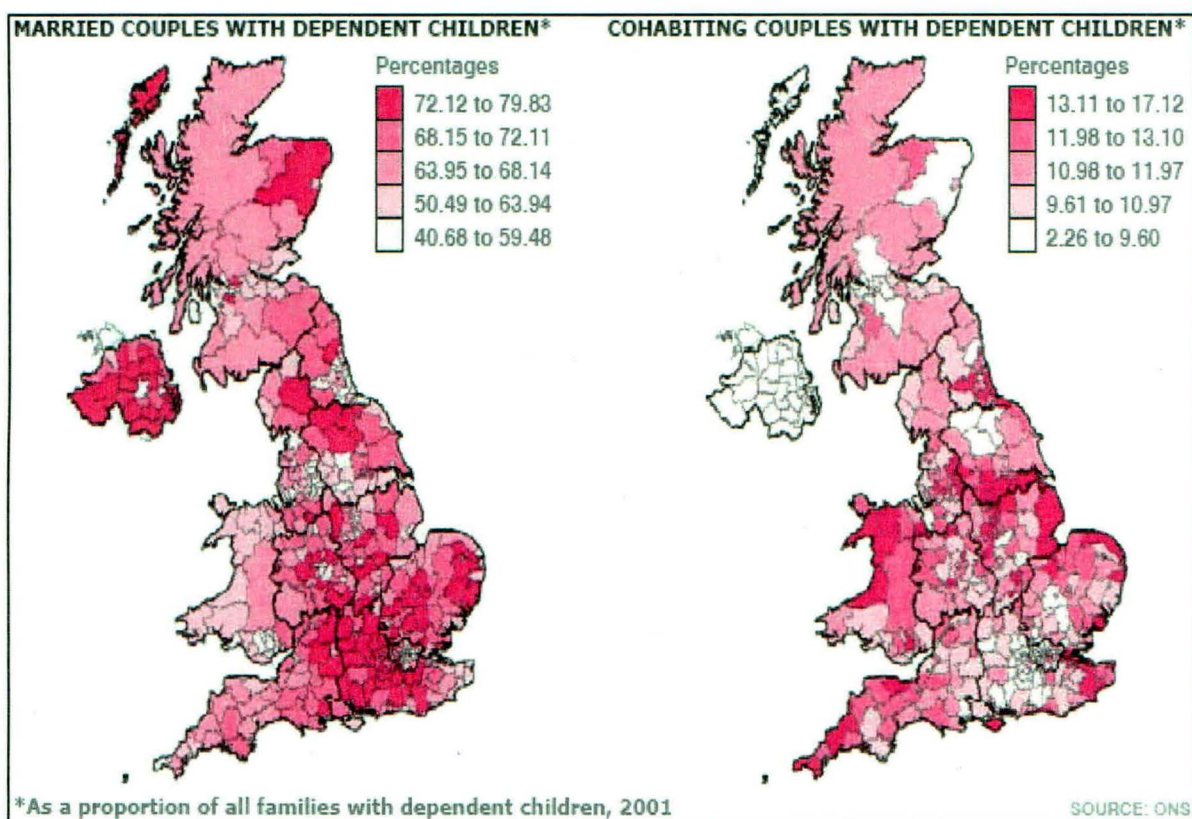 MARRIED COUPLES WITH DEPENDENT CHILDREN*
Percentages
72.12 to 79.83
68.15 to 72.11
63.95 to 68.14
50.49 to 63.94
40.68 to 59.48
COHABITING COUPLES WITH DEPENDENT CHILDREN*
Percentages
13.11 to 17.12
11.98 to 13.10
10.98 to 11.97
9.61 to 10.97
2.26 to 9.60
*As a proportion of all families with dependent children, 2001
SOURCE: ONS